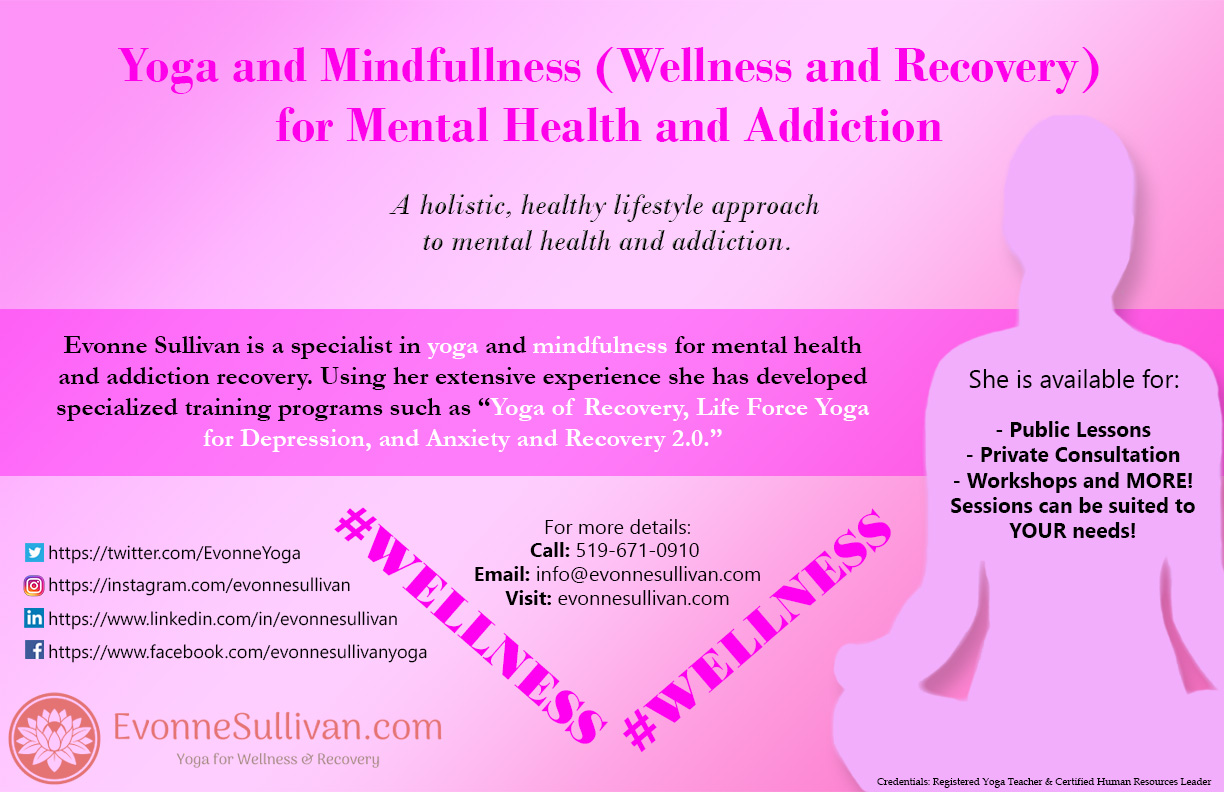 Yoga and Mindfullness (Wellness and Recovery)
for Mental Health and Addiction
A holistic, healthy lifestyle approach
to mental health and addiction.
Evonne Sullivan is a specialist in yoga and mindfulness for mental health
and addiction recovery. Using her extensive experience she has developed
specialized training programs such as “Yoga of Recovery, Life Force Yoga
for Depression, and Anxiety and Recovery 2.0.”
She is available for:
- Public Lessons
- Private Consultation
- Workshops and MORE!
Sessions can be suited to
YOUR needs!
https://twitter.com/EvonneYoga
https://instagram.com/evonnesullivan
https://www.linkedin.com/in/evonnesullivan
https://www.facebook.com/evonnesullivanyoga
#WELLNESS
For more details:
Call: 519-671-0910
Email: info@evonnesullivan.com
Visit: evonnesullivan.com
#WELLNESS
EvonneSullivan.com
Yoga for Wellness & Recovery
Credentials: Registered Yoga Teacher & Certified Human Resources Leader